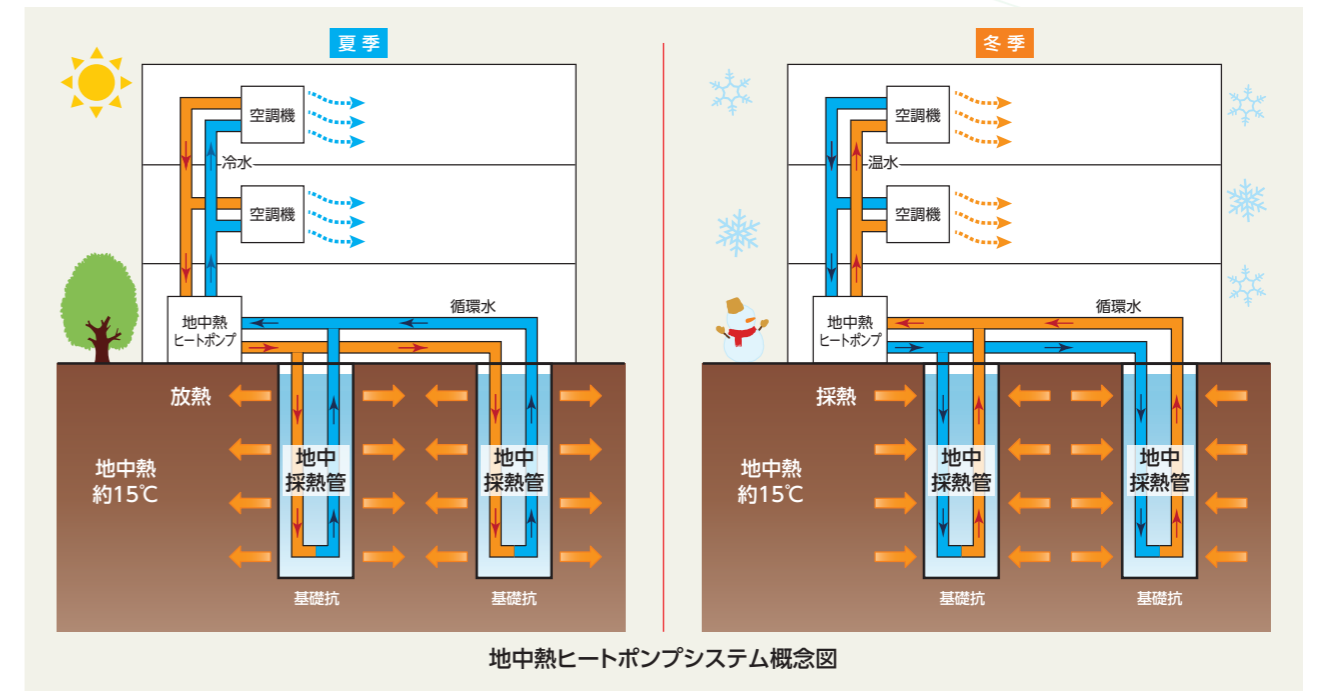 夏季
空調機
冷水
空調機
循環水
地中熱
ヒートポンプ
放熱
地中熱
約15℃
地中
採熱管
地中
採熱管
基礎抗
基礎抗
冬季
空調機
温水
空調機
循環水
地中熱
ヒートポンプ
採熱
地中熱
約15℃
地中
採熱管
地中
採熱管
基礎抗
基礎抗
地中熱ヒートポンプシステム概念図